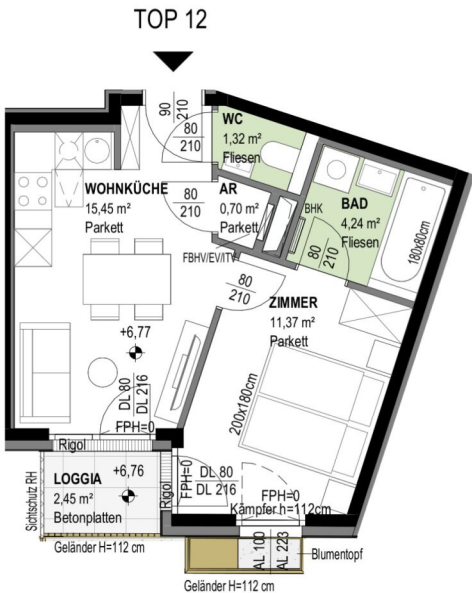 TOP 12
90
210
80
210
WC
1,32 m²
Fliesen
WOHNKÜCHE
15,45 m²
Parkett
80
210
AR
0,70 m²
Parkett
BHK
BAD
4,24 m²
Fliesen
180x80cm
80
210
FBHV/EV/ITV
80
210
ZIMMER
11,37 m²
Parkett
+6,77
DL 80
DL 216
FPH=0
200x180cm
Rigol
LOGGIA
+6,76
2,45 m²
Betonplatten
Sichtschutz RH
Rigol
DL 80
DL 216
FPH=0
Kämpfer h=112cm
Geländer H=112 cm
AL 100
AL 223
Blumentopf
Geländer H=112 cm